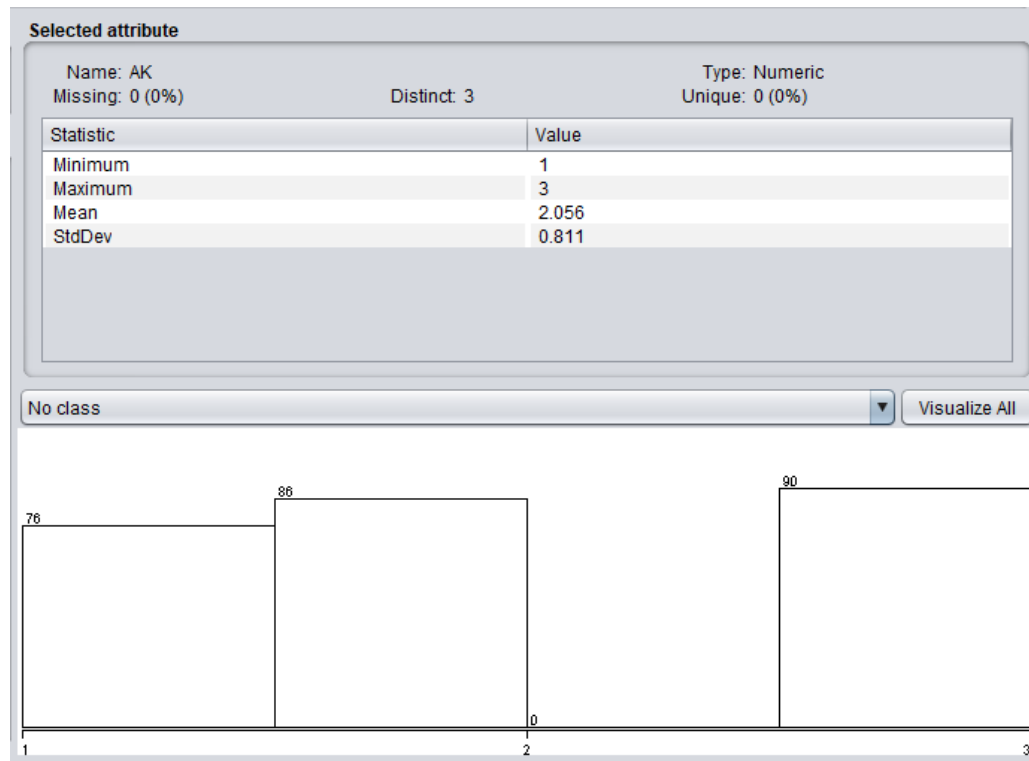 Selected attribute
Name: AK Type: Numeric
Missing: 0 (0%) Distinct: 3 Unique: 0 (0%)
Statistic Value
Minimum 1
Maximum 3
Mean 2.056
StdDev 0.811
No class Visualize All
90
86
76
0
1 2 3